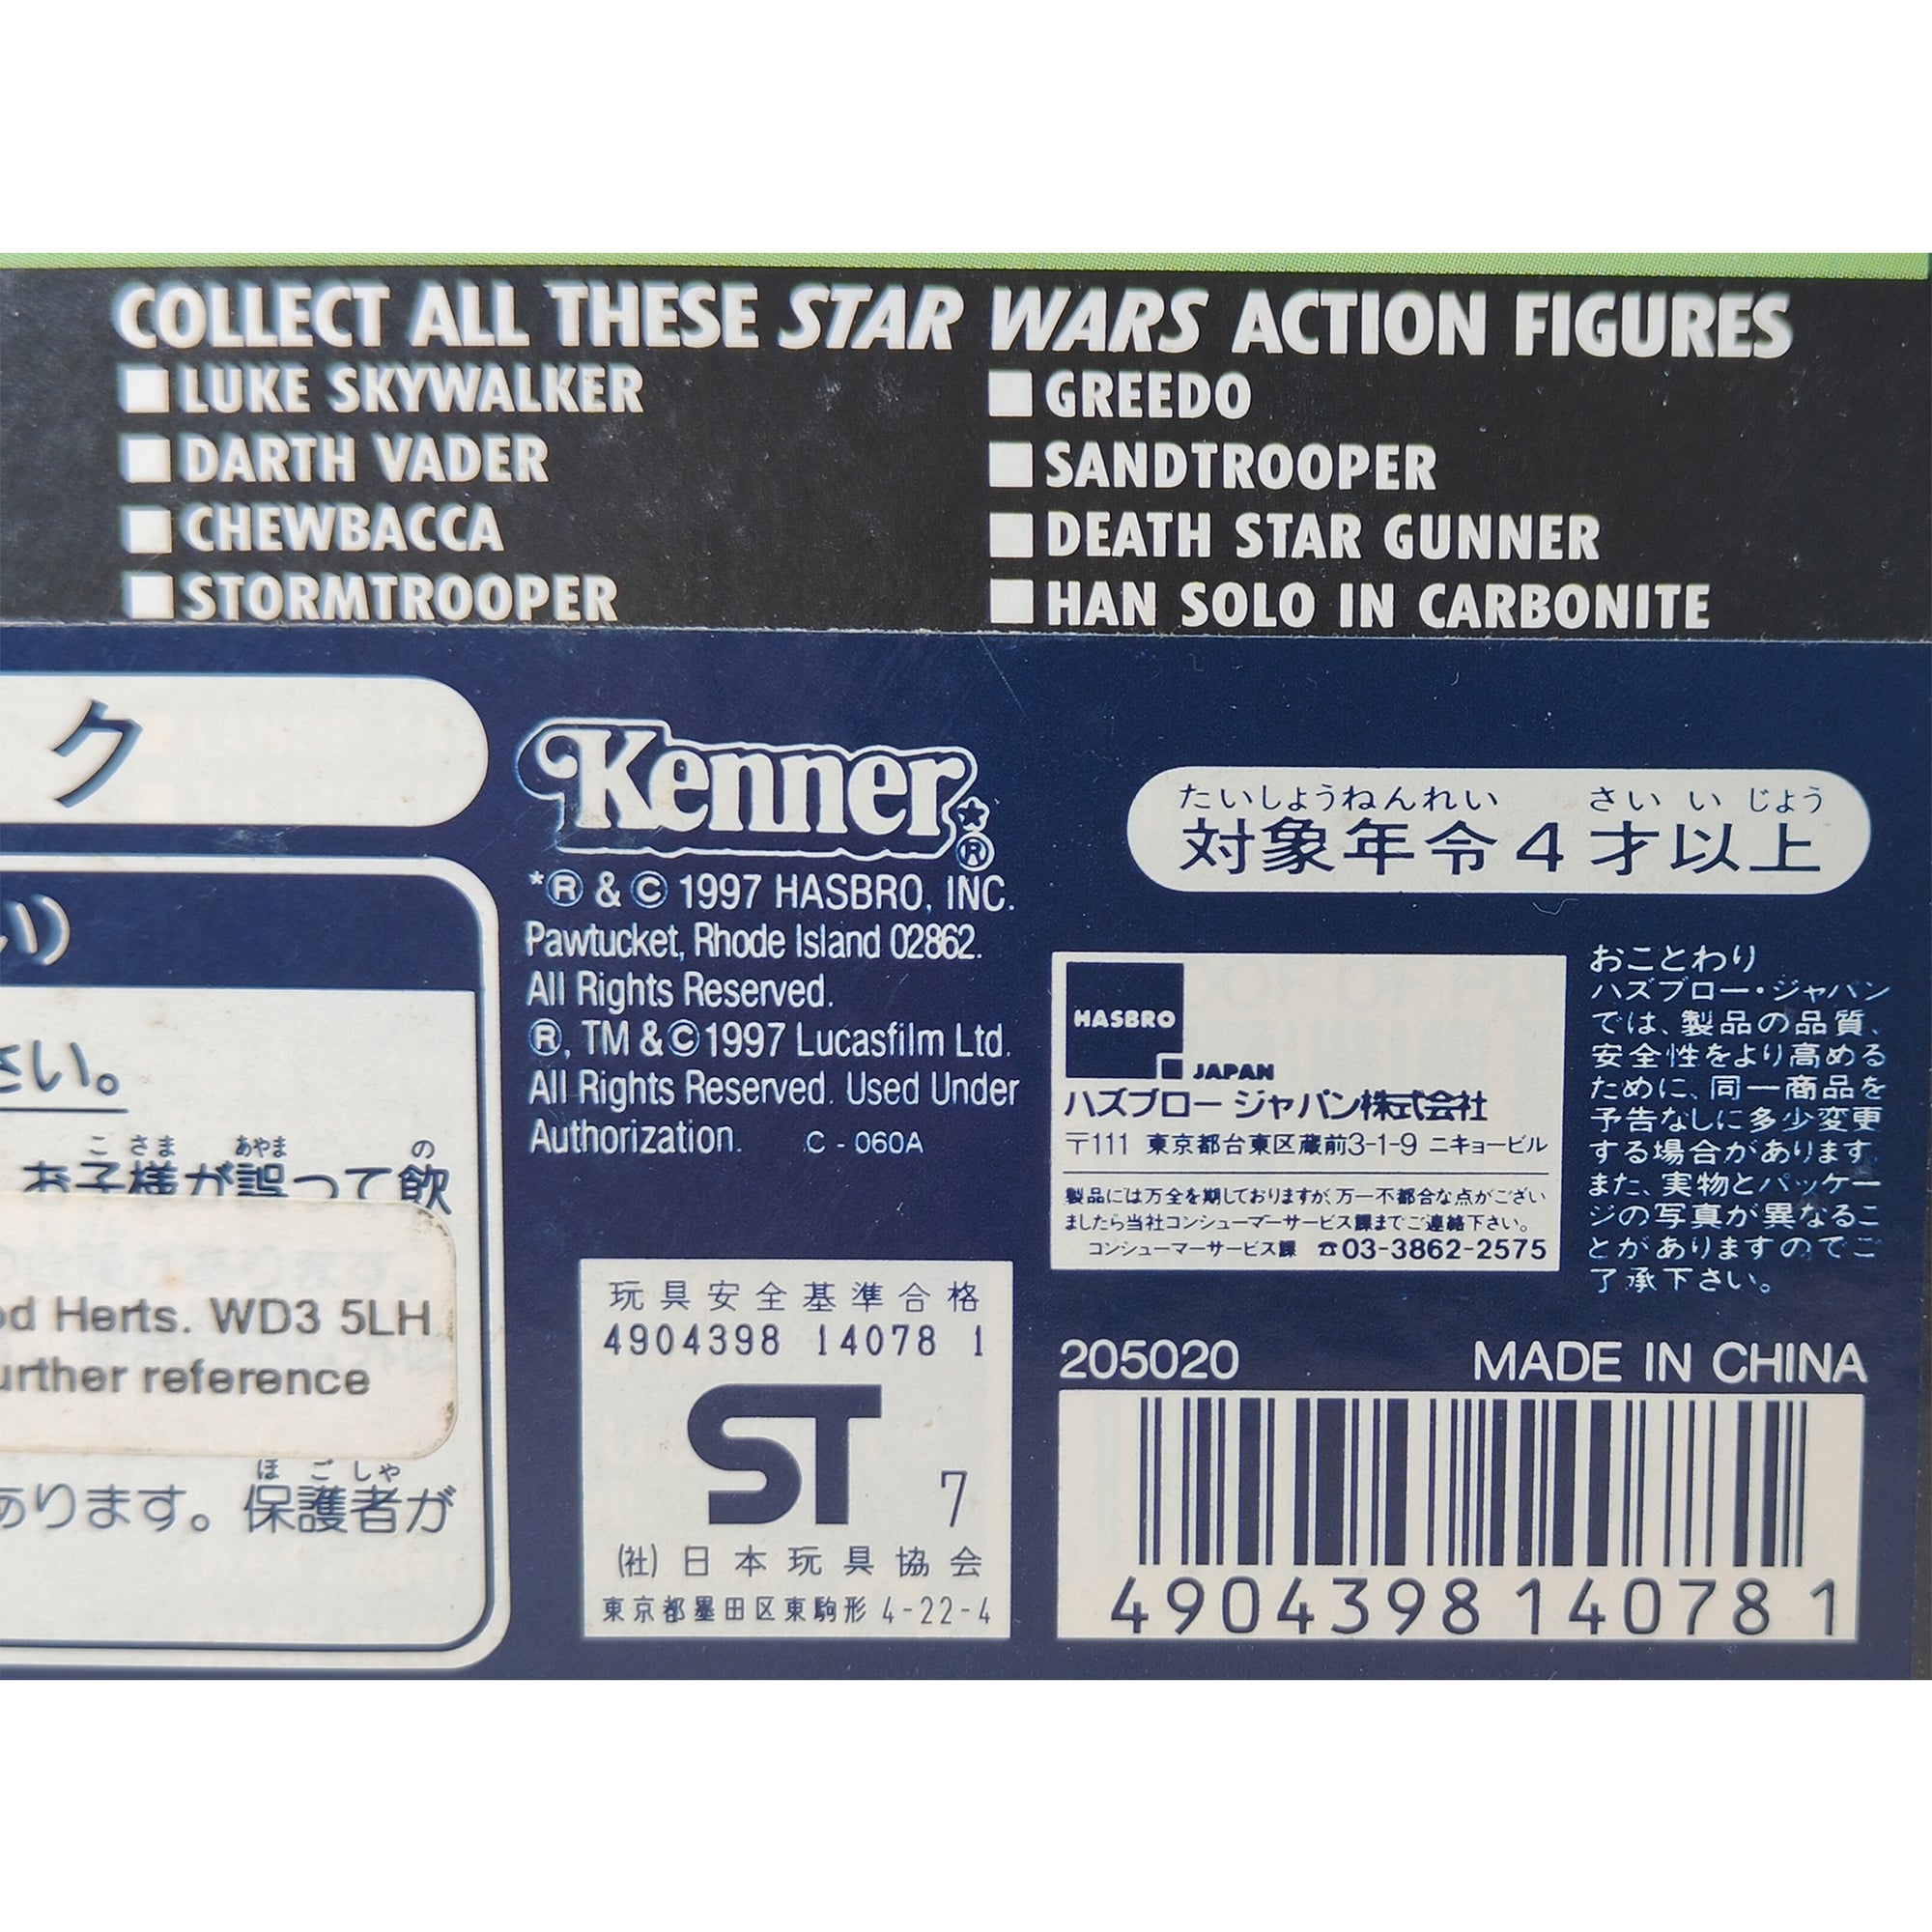 COLLECT ALL THESE STAR WARS ACTION FIGURES
LUKE SKYWALKER
DARTH VADER
CHEWBACCA
STORMTROOPER
GREEDO
SANDTROOPER
DEATH STAR GUNNER
HAN SOLO IN CARBONITE
ク
い)
さい。
こ さま あやま の
お子様が誤って飲
od Herts. WD3 5LH
urther reference
ほ ご しゃ
あります。保護者が
Kenner*®
*® & © 1997 HASBRO, INC.
Pawtucket, Rhode Island 02862.
All Rights Reserved.
®, TM & © 1997 Lucasfilm Ltd.
All Rights Reserved. Used Under
Authorization. C - 060A
玩具安全基準合格
4904398 14078 1
ST 7
(社)日本玩具協会
東京都墨田区東駒形 4-22-4
たいしょうねんれい さい い じょう
対象年令4才以上
HASBRO
JAPAN
ハズブロー ジャパン株式会社
〒111 東京都台東区蔵前3-1-9 ニキョービル
製品には万全を期しておりますが、万一不都合な点がござい
ましたら当社コンシューマーサービス課までご連絡下さい。
コンシューマーサービス課 ☎03-3862-2575
おことわり
ハズブロー・ジャパン
では、製品の品質、
安全性をより高める
ために、同一商品を
予告なしに多少変更
する場合があります。
また、実物とパッケー
ジの写真が異なるこ
とがありますのでご
了承下さい。
205020 MADE IN CHINA
4904398 14078 1